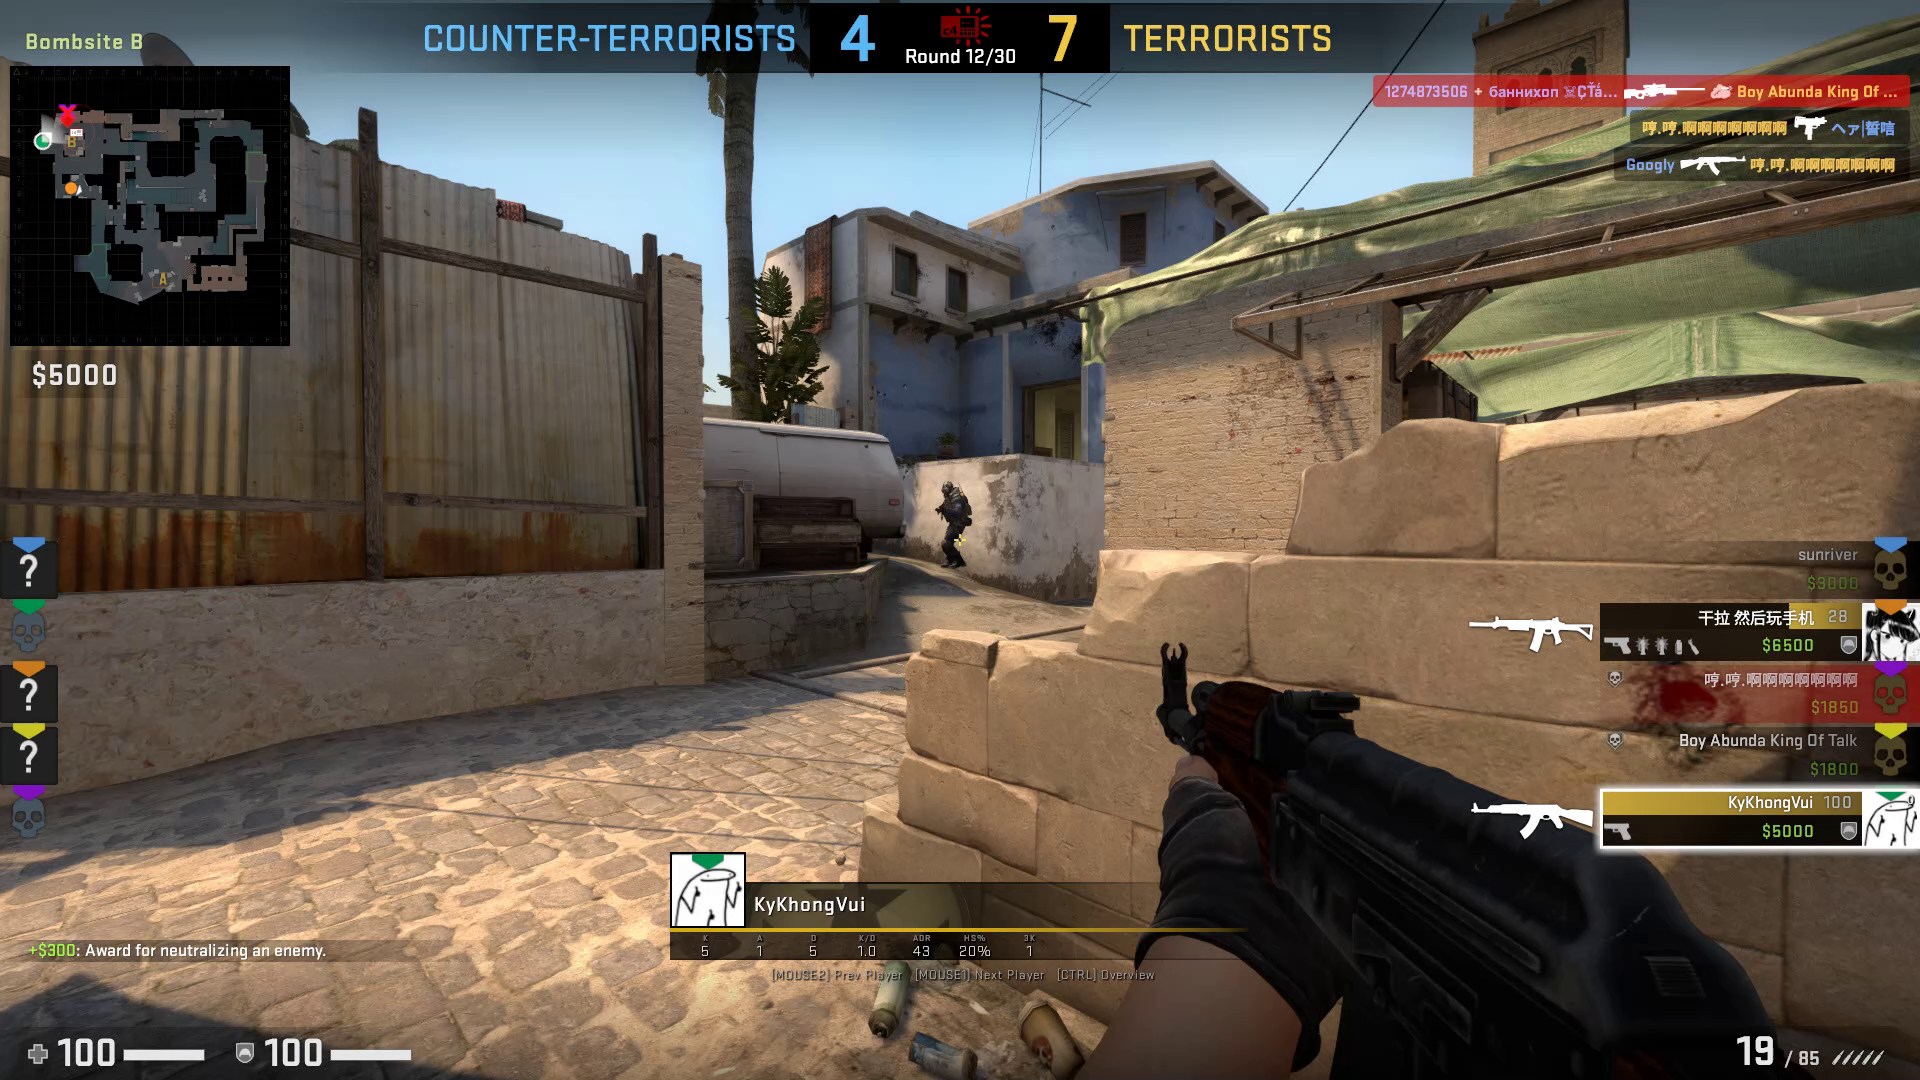 COUNTER-TERRORISTS 4 Round 12/30 7 TERRORISTS
Bombsite B
B
A
$5000
1274873506 + баннихоп
Boy Abunda King Of ...
哼.哼.啊啊啊啊啊啊啊啊
Googly 哼.哼.啊啊啊啊啊啊啊啊
?
?
?
sunriver
$3000
干拉 然后玩手机 28
$6500
哼.哼.啊啊啊啊啊啊啊啊
$1850
Boy Abunda King Of Talk
$1800
KyKhongVui 100
$5000
KyKhongVui
K A D K/D ADR HS% 3K
5 1 5 1.0 43 20% 1
[MOUSE2] Prev Player [MOUSE1] Next Player [CTRL] Overview
+$300: Award for neutralizing an enemy.
100 100
19 / 85